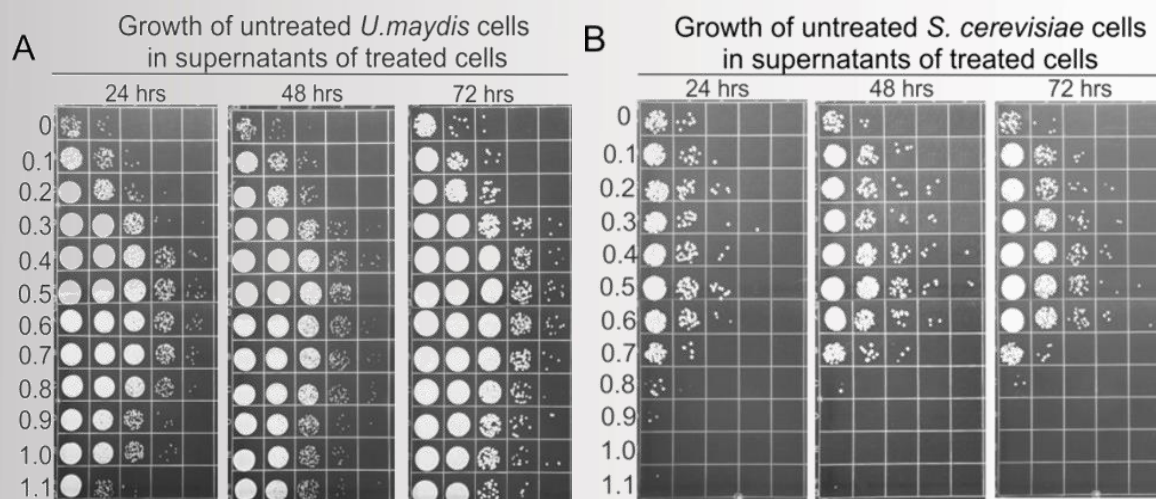 A
Growth of untreated U.maydis cells
in supernatants of treated cells
24 hrs
48 hrs
72 hrs
0
0.1
0.2
0.3
0.4
0.5
0.6
0.7
0.8
0.9
1.0
1.1
B
Growth of untreated S. cerevisiae cells
in supernatants of treated cells
24 hrs
48 hrs
72 hrs
0
0.1
0.2
0.3
0.4
0.5
0.6
0.7
0.8
0.9
1.0
1.1